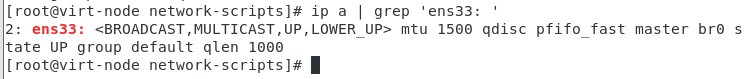 [root@virt-node network-scripts]# ip a | grep 'ens33: '
2: ens33: <BROADCAST,MULTICAST,UP,LOWER_UP> mtu 1500 qdisc pfifo_fast master br0 s
tate UP group default qlen 1000
[root@virt-node network-scripts]#